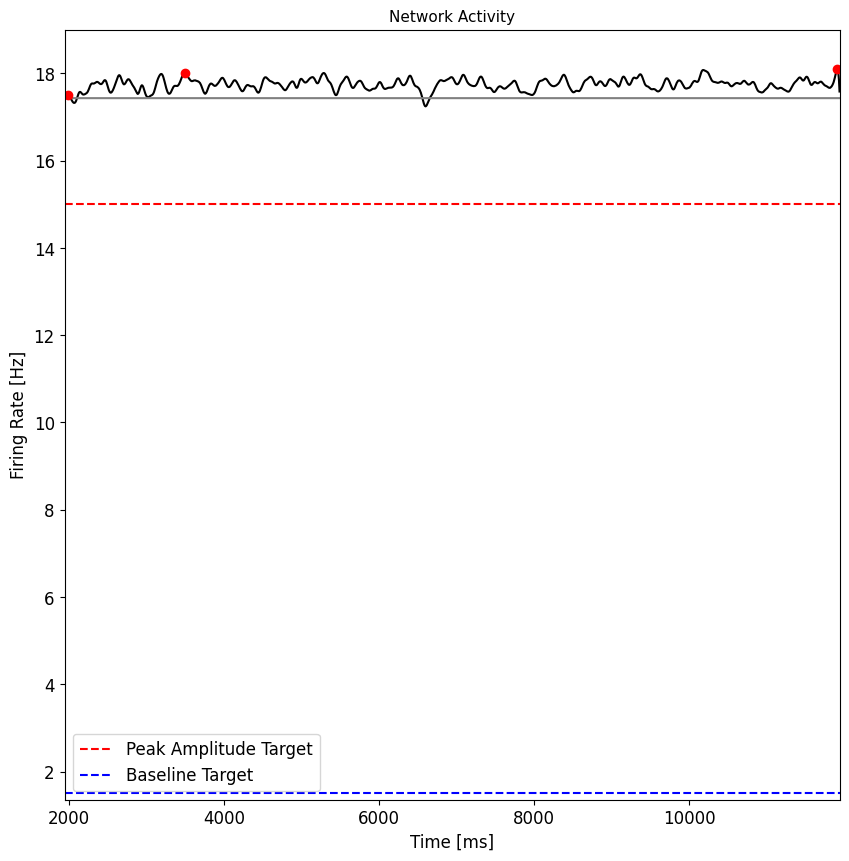 Network Activity
Firing Rate [Hz]
18
16
14
12
10
8
6
4
2
Peak Amplitude Target
Baseline Target
2000 4000 6000 8000 10000
Time [ms]